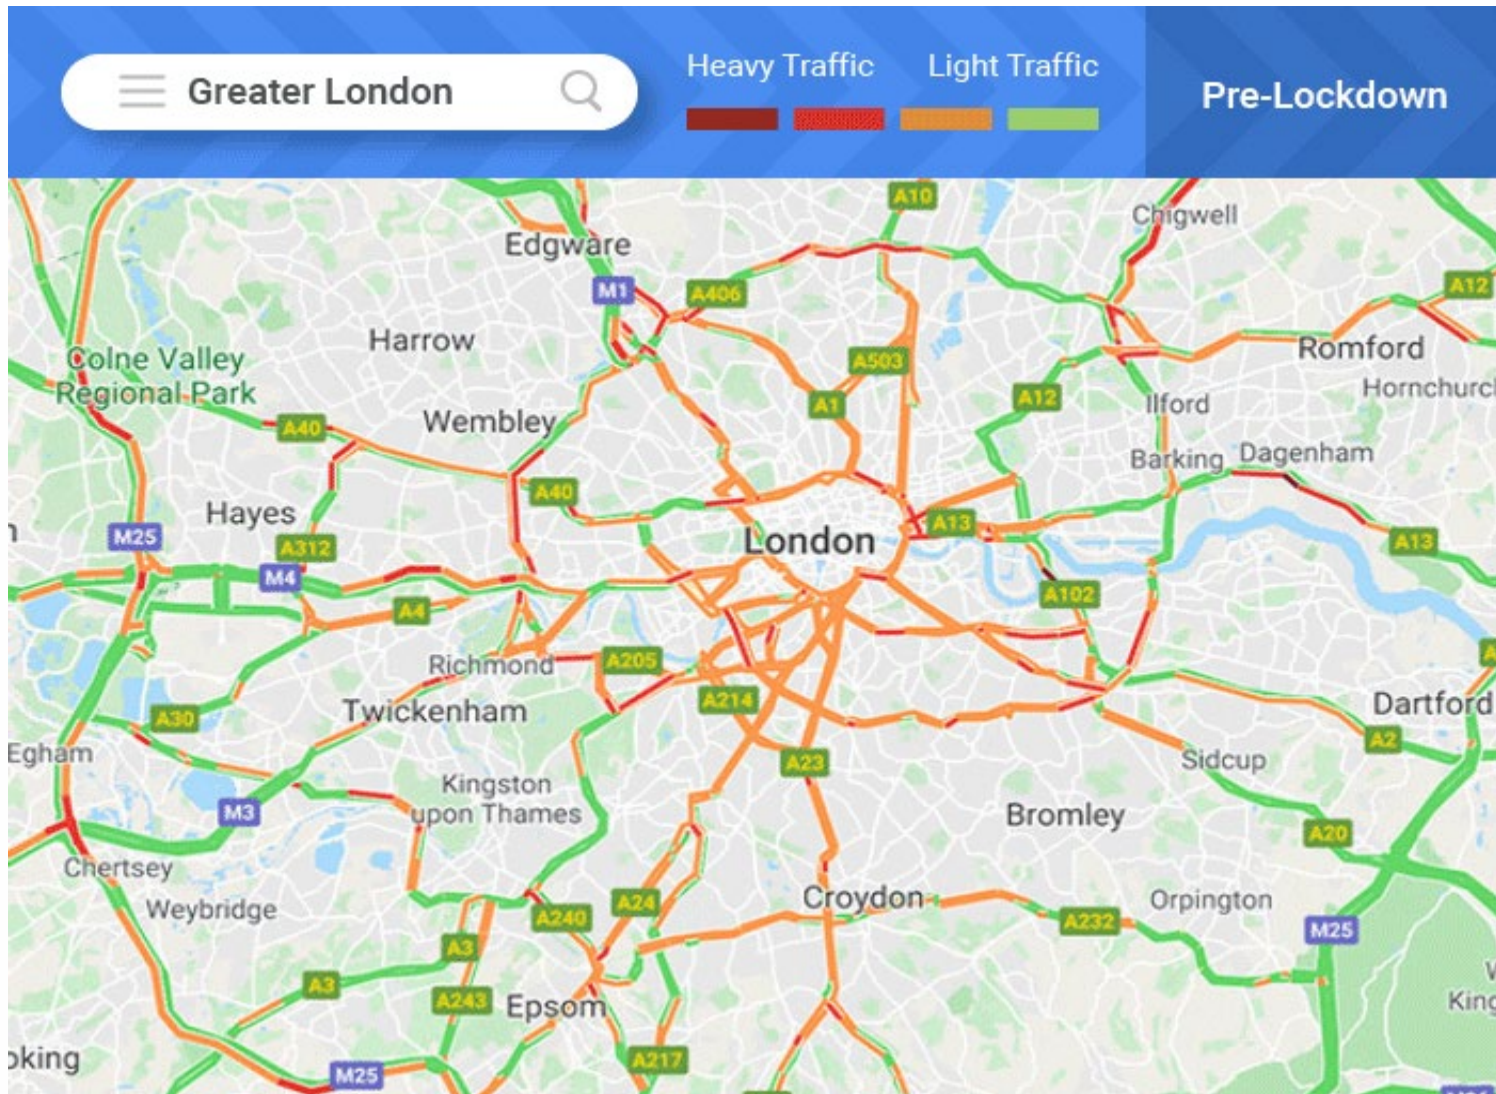 Greater London
Heavy Traffic
Light Traffic
Pre-Lockdown
A10
Chigwell
Edgware
M1
A406
A12
Harrow
Colne Valley
Regional Park
A503
Romford
Hornchurc
A12
A1
Ilford
Wembley
A40
Barking
Dagenham
A40
Hayes
A13
London
M25
A312
A13
M4
A102
A4
Richmond
A205
A214
Twickenham
A30
Dartford
A2
Egham
A23
Sidcup
Kingston
upon Thames
M3
Bromley
A20
Chertsey
Croydon
Orpington
Weybridge
A24
A240
A232
M25
A3
A3
A243
Epsom
King
oking
A217
M25